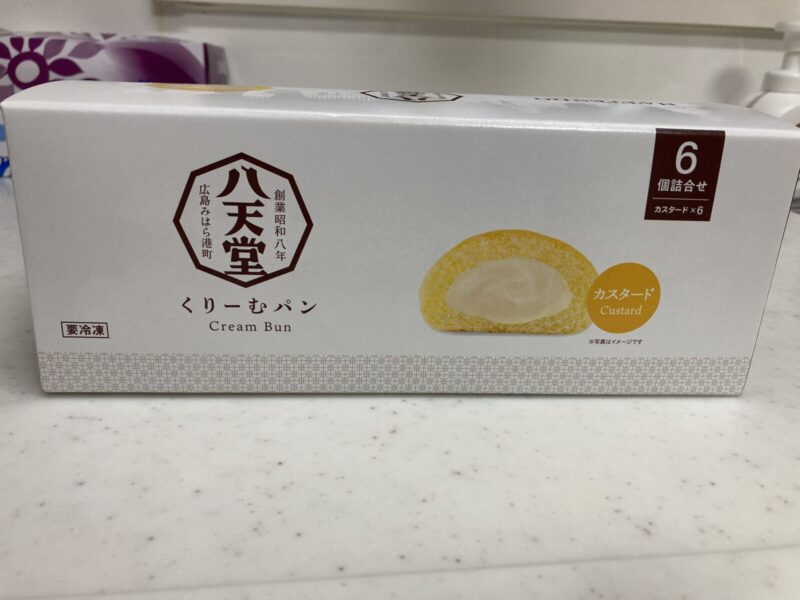 八天堂
創業昭和八年
広島みはら港町
くりーむパン
Cream Bun
要冷凍
6
個詰合せ
カスタード×6
カスタード
Custard
※写真はイメージです